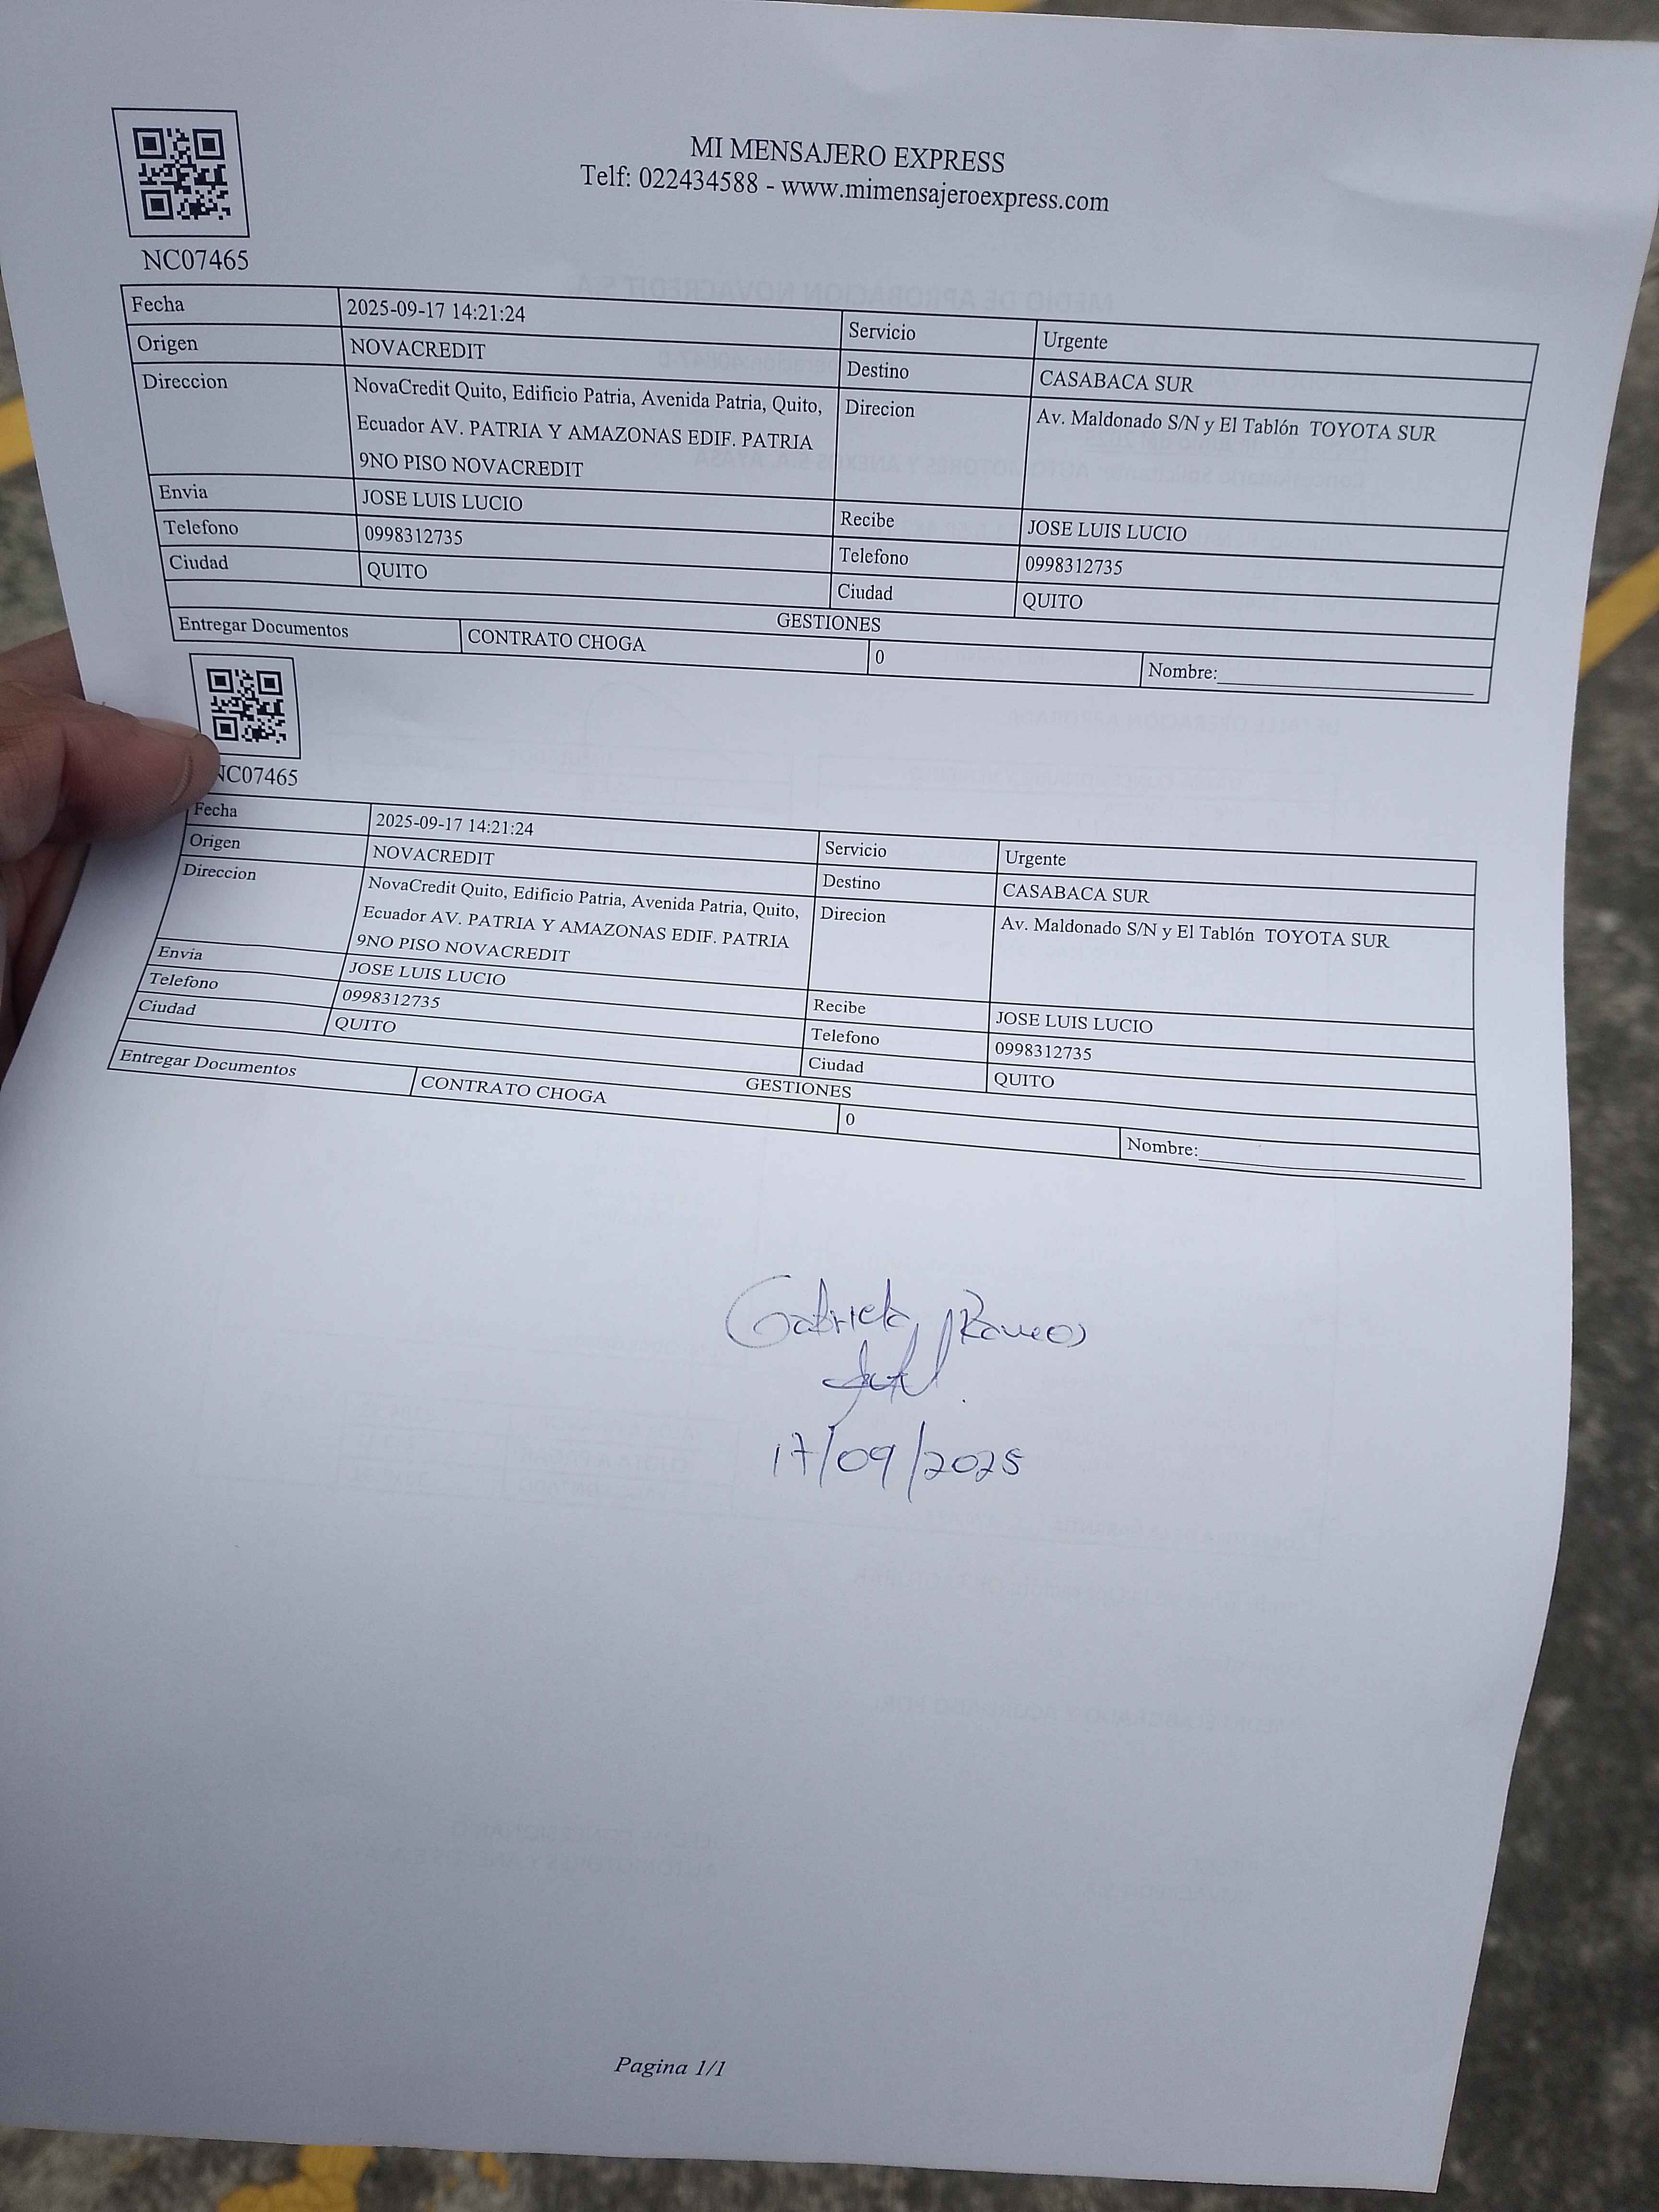 MI MENSAJERO EXPRESS
Telf: 022434588 - www.mimensajeroexpress.com
NC07465
Fecha 2025-09-17 14:21:24 Servicio Urgente
Origen NOVACREDIT Destino CASABACA SUR
Direccion NovaCredit Quito, Edificio Patria, Avenida Patria, Quito, Direcion Av. Maldonado S/N y El Tablón TOYOTA SUR
Ecuador AV. PATRIA Y AMAZONAS EDIF. PATRIA
9NO PISO NOVACREDIT
Envia JOSE LUIS LUCIO Recibe JOSE LUIS LUCIO
Telefono 0998312735 Telefono 0998312735
Ciudad QUITO Ciudad QUITO
GESTIONES
Entregar Documentos CONTRATO CHOGA 0 Nombre:
NC07465
Fecha 2025-09-17 14:21:24 Servicio Urgente
Origen NOVACREDIT Destino CASABACA SUR
Direccion NovaCredit Quito, Edificio Patria, Avenida Patria, Quito, Direcion Av. Maldonado S/N y El Tablón TOYOTA SUR
Ecuador AV. PATRIA Y AMAZONAS EDIF. PATRIA
9NO PISO NOVACREDIT
Envia JOSE LUIS LUCIO Recibe JOSE LUIS LUCIO
Telefono 0998312735 Telefono 0998312735
Ciudad QUITO Ciudad QUITO
GESTIONES
Entregar Documentos CONTRATO CHOGA 0 Nombre:
Gabriela Ramos
17/09/2025
Pagina 1/1